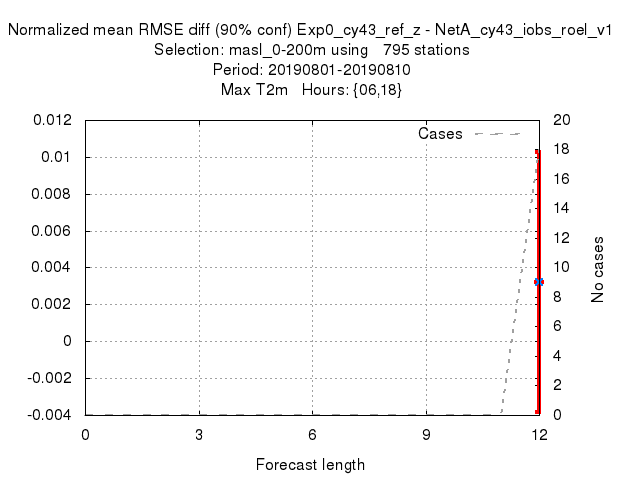 Normalized mean RMSE diff (90% conf) Exp0_cy43_ref_z - NetA_cy43_iobs_roel_v1
Selection: masl_0-200m using 795 stations
Period: 20190801-20190810
Max T2m Hours: {06,18}
Cases
0.012
0.01
0.008
0.006
0.004
0.002
0
-0.002
-0.004
20
18
16
14
12
10
8
6
4
2
0
No cases
0 3 6 9 12
Forecast length